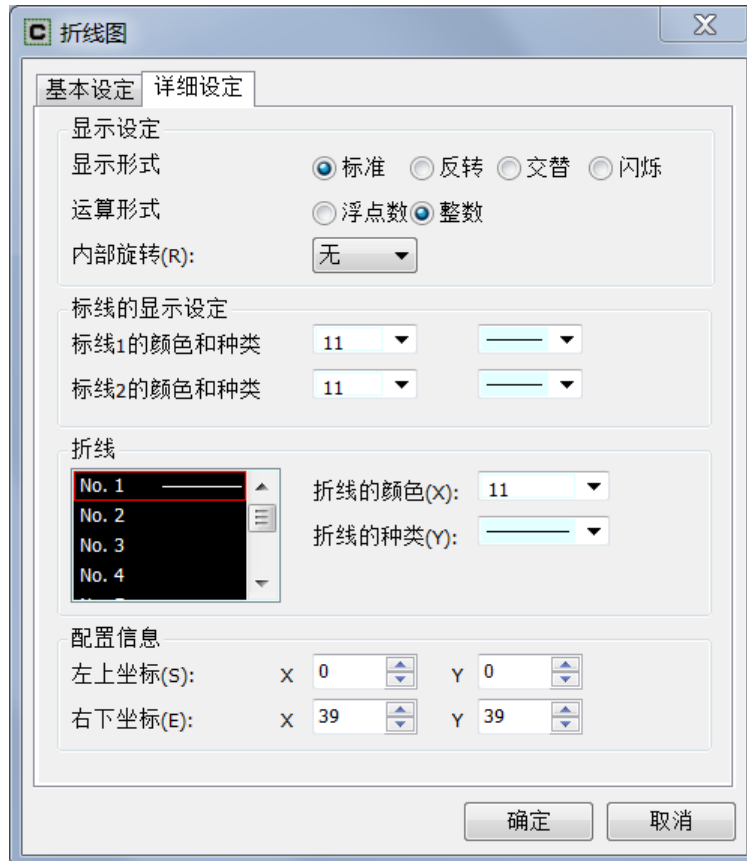 C 折线图
基本设定 详细设定
显示设定
显示形式 标准 反转 交替 闪烁
运算形式 浮点数 整数
内部旋转(R): 无
标线的显示设定
标线1的颜色和种类 11
标线2的颜色和种类 11
折线
No. 1
No. 2
No. 3
No. 4
折线的颜色(X): 11
折线的种类(Y):
配置信息
左上坐标(S): X 0 Y 0
右下坐标(E): X 39 Y 39
确定 取消